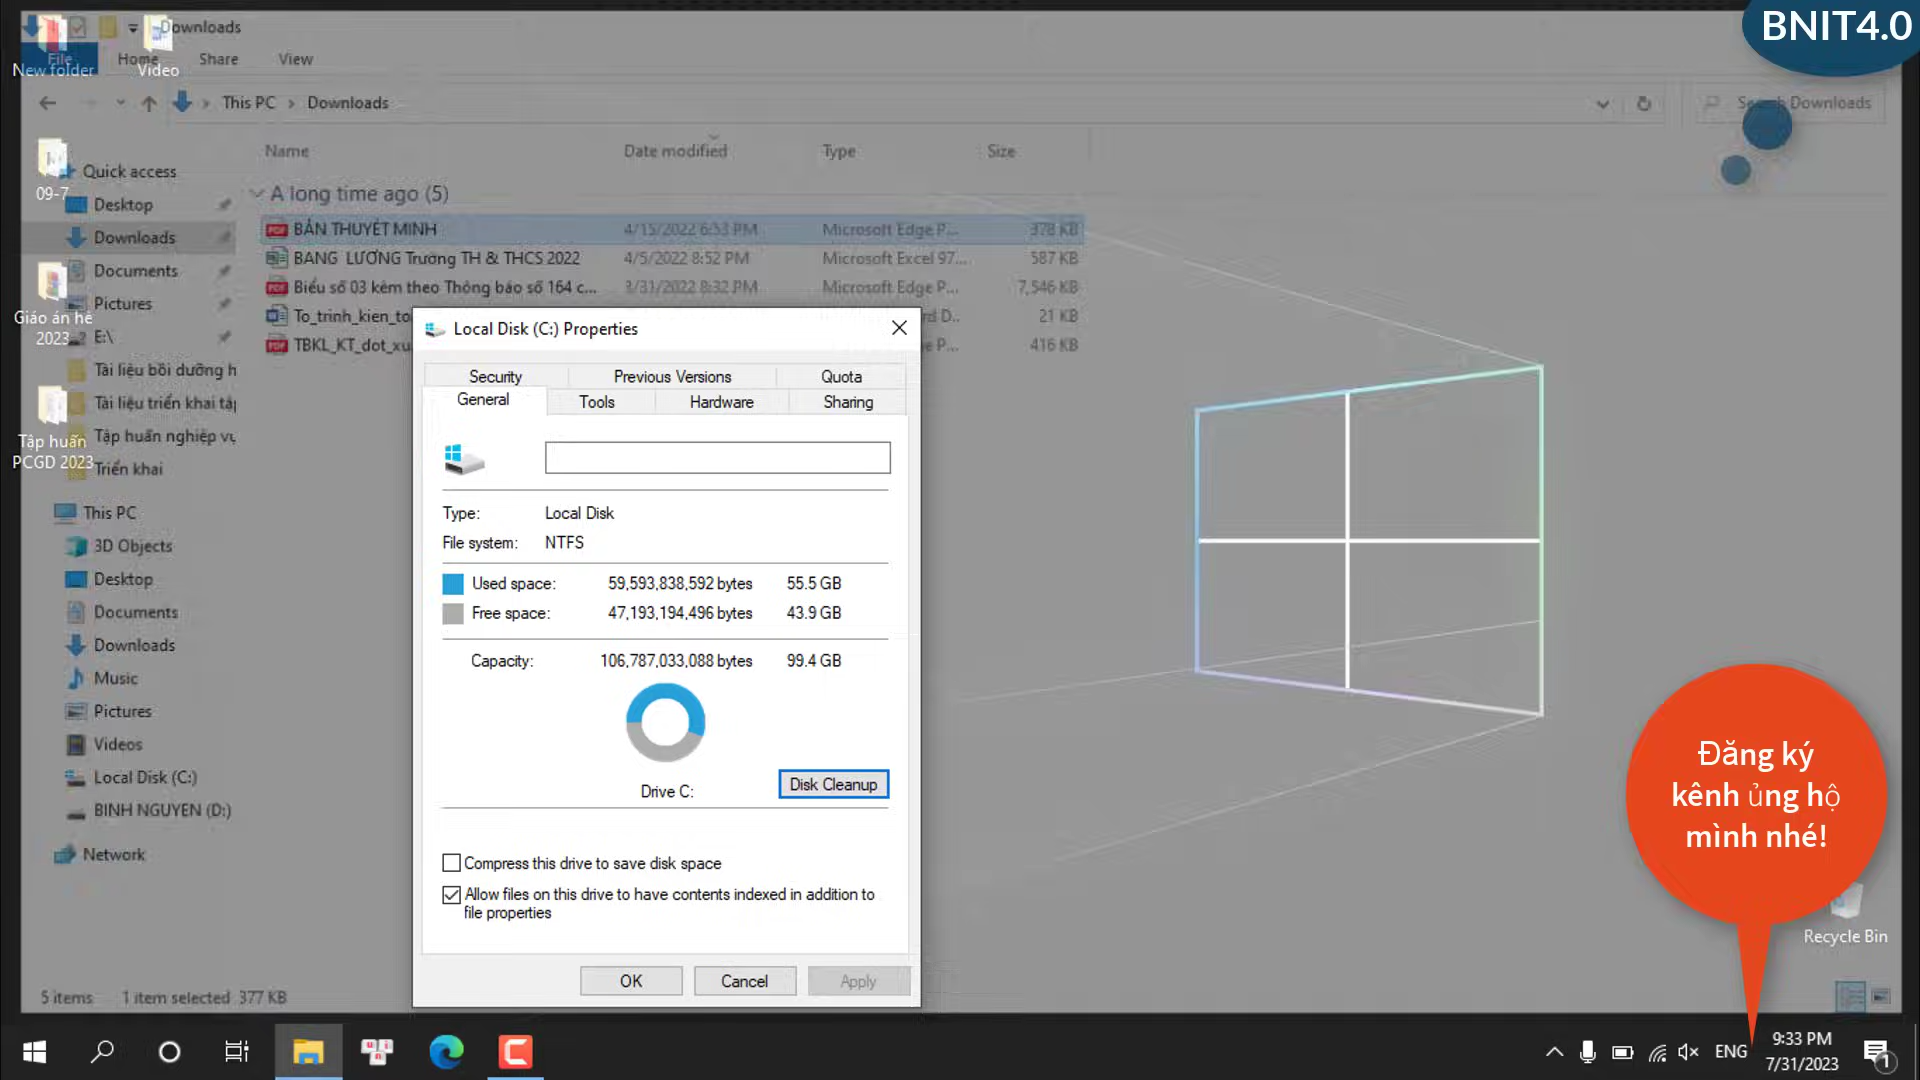 BNIT4.0
Downloads
New folder
Video
File
Home
Share
View
This PC
Downloads
Search Downloads
Name
Date modified
Type
Size
A long time ago (5)
BẢN THUYẾT MINH 4/15/2022 6:53 PM Microsoft Edge P... 378 KB
BANG LƯƠNG Trường TH & THCS 2022 4/5/2022 8:52 PM Microsoft Excel 97... 587 KB
Biểu số 03 kèm theo Thông báo số 164 c... 3/31/2022 8:32 PM Microsoft Edge P... 7,546 KB
To_trinh_kien_to
21 KB
TBKL_KT_dot_xu
e P...
416 KB
09-7
Giáo án hè
2023
Tập huấn
PCGD 2023
Quick access
Desktop
Downloads
Documents
Pictures
E:\
Tài liệu bồi dưỡng h
Tài liệu triển khai tập
Tập huấn nghiệp vụ
Triển khai
This PC
3D Objects
Desktop
Documents
Downloads
Music
Pictures
Videos
Local Disk (C:)
BINH NGUYEN (D:)
Network
5 items
1 item selected 377 KB
Local Disk (C:) Properties
Security
Previous Versions
Quota
General
Tools
Hardware
Sharing
Type: Local Disk
File system: NTFS
Used space: 59,593,838,592 bytes 55.5 GB
Free space: 47,193,194,496 bytes 43.9 GB
Capacity: 106,787,033,088 bytes 99.4 GB
Drive C:
Disk Cleanup
Compress this drive to save disk space
Allow files on this drive to have contents indexed in addition to
file properties
OK
Cancel
Apply
Đăng ký
kênh ủng hộ
mình nhé!
Recycle Bin
ENG
9:33 PM
7/31/2023
1